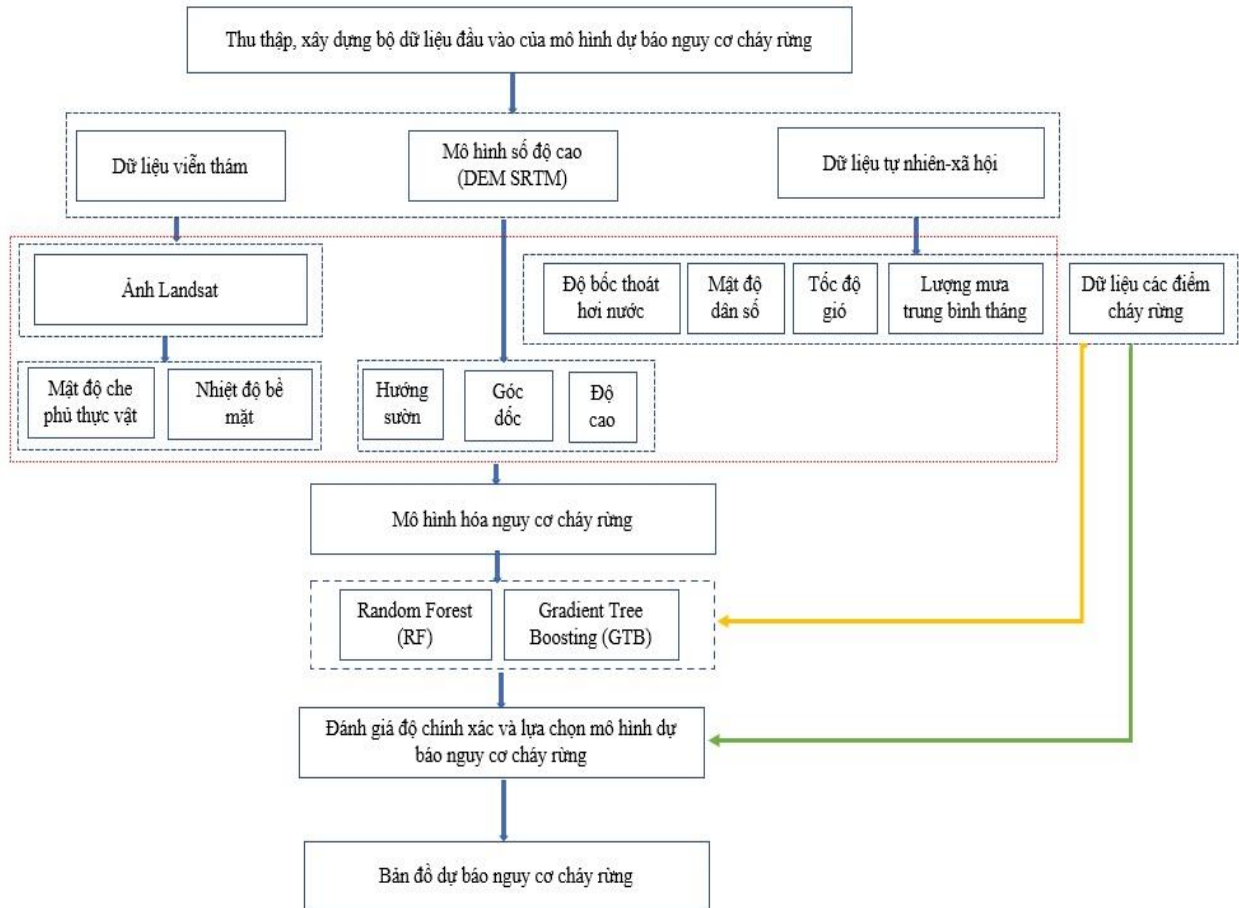 Thu thập, xây dựng bộ dữ liệu đầu vào của mô hình dự báo nguy cơ cháy rừng
Dữ liệu viễn thám
Mô hình số độ cao
(DEM SRTM)
Dữ liệu tự nhiên-xã hội
Ảnh Landsat
Độ bốc thoát
hơi nước
Mật độ
dân số
Tốc độ
gió
Lượng mưa
trung bình tháng
Dữ liệu các điểm
cháy rừng
Mật độ che
phủ thực vật
Nhiệt độ bề
mặt
Hướng
sườn
Góc
dốc
Độ
cao
Mô hình hóa nguy cơ cháy rừng
Random Forest
(RF)
Gradient Tree
Boosting (GTB)
Đánh giá độ chính xác và lựa chọn mô hình dự
báo nguy cơ cháy rừng
Bản đồ dự báo nguy cơ cháy rừng